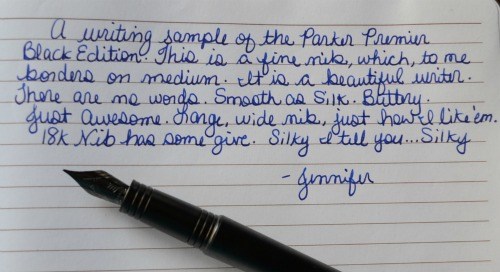 A writing sample of the Parker Premier
Black Edition. This is a fine nib, which, to me
borders on medium. It is a beautiful writer.
There are no words. Smooth as Silk. Buttery.
Just Awesome. Large, wide nib, just how I like 'em.
18k Nib has some give. Silky I tell you... Silky
- Jennifer